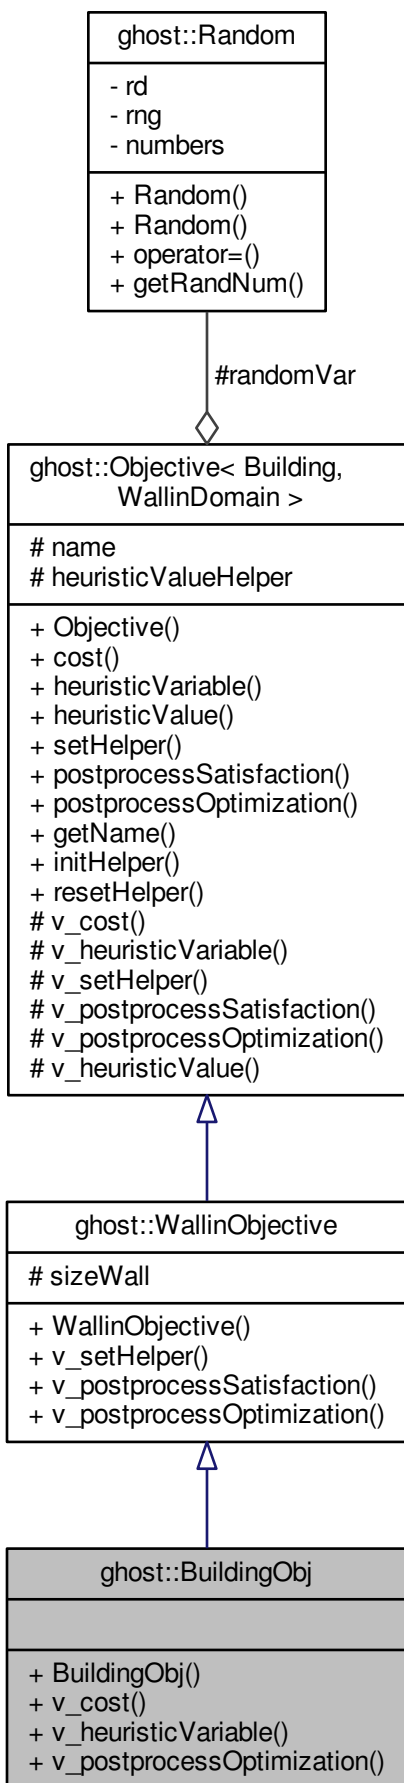 ghost::Random
- rd
- rng
- numbers
+ Random()
+ Random()
+ operator=()
+ getRandNum()
#randomVar
ghost::Objective< Building,
WallinDomain >
# name
# heuristicValueHelper
+ Objective()
+ cost()
+ heuristicVariable()
+ heuristicValue()
+ setHelper()
+ postprocessSatisfaction()
+ postprocessOptimization()
+ getName()
+ initHelper()
+ resetHelper()
# v_cost()
# v_heuristicVariable()
# v_setHelper()
# v_postprocessSatisfaction()
# v_postprocessOptimization()
# v_heuristicValue()
ghost::WallinObjective
# sizeWall
+ WallinObjective()
+ v_setHelper()
+ v_postprocessSatisfaction()
+ v_postprocessOptimization()
ghost::BuildingObj
+ BuildingObj()
+ v_cost()
+ v_heuristicVariable()
+ v_postprocessOptimization()